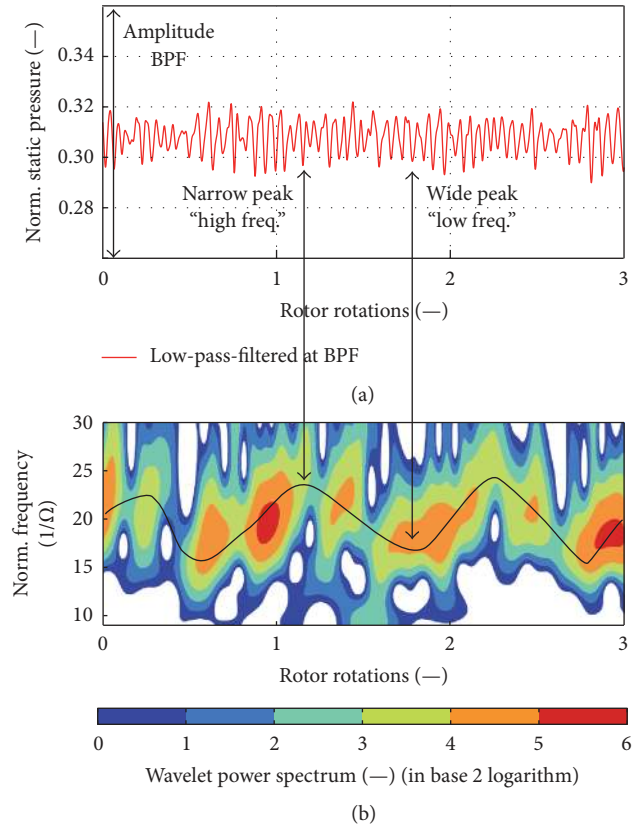 Norm. static pressure (—)
0.34
0.32
0.30
0.28
Amplitude
BPF
Narrow peak
“high freq.”
Wide peak
“low freq.”
0
1
2
3
Rotor rotations (—)
Low-pass-filtered at BPF
(a)
Norm. frequency
(1/Ω)
30
25
20
15
10
9
0
1
2
3
Rotor rotations (—)
0
1
2
3
4
5
6
Wavelet power spectrum (—) (in base 2 logarithm)
(b)